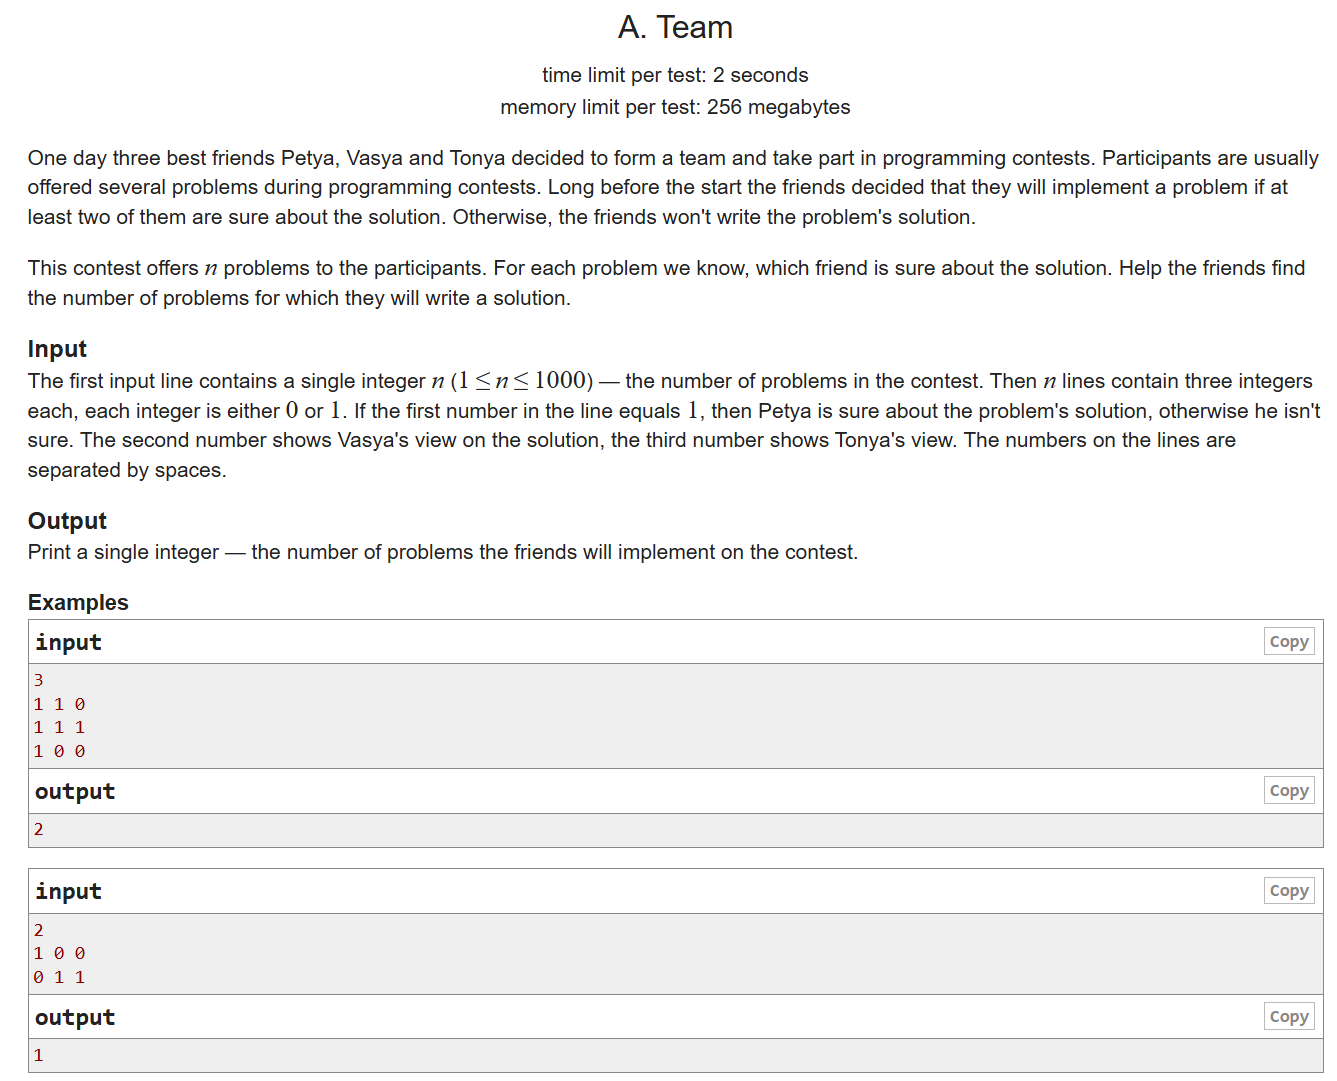 A. Team
time limit per test: 2 seconds
memory limit per test: 256 megabytes
One day three best friends Petya, Vasya and Tonya decided to form a team and take part in programming contests. Participants are usually
offered several problems during programming contests. Long before the start the friends decided that they will implement a problem if at
least two of them are sure about the solution. Otherwise, the friends won't write the problem's solution.
This contest offers n problems to the participants. For each problem we know, which friend is sure about the solution. Help the friends find
the number of problems for which they will write a solution.
Input
The first input line contains a single integer n (1 ≤ n ≤ 1000) — the number of problems in the contest. Then n lines contain three integers
each, each integer is either 0 or 1. If the first number in the line equals 1, then Petya is sure about the problem's solution, otherwise he isn't
sure. The second number shows Vasya's view on the solution, the third number shows Tonya's view. The numbers on the lines are
separated by spaces.
Output
Print a single integer — the number of problems the friends will implement on the contest.
Examples
input Copy
3
1 1 0
1 1 1
1 0 0
output Copy
2
input Copy
2
1 0 0
0 1 1
output Copy
1